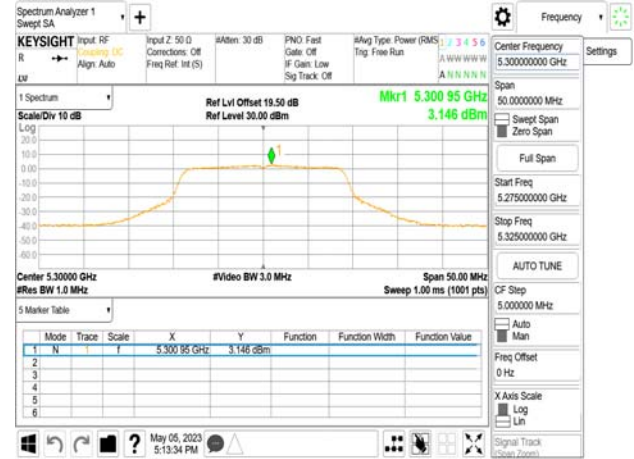 Spectrum Analyzer 1
Swept SA
+
Frequency
KEYSIGHT
R
Input: RF
Coupling: DC
Align: Auto
Input Z: 50 Ω
Corrections: Off
Freq Ref: Int (S)
#Atten: 30 dB
PNO: Fast
Gate: Off
IF Gain: Low
Sig Track: Off
#Avg Type: Power (RMS
Trig: Free Run
1 2 3 4 5 6
A WW WW W
A N N N N N
1 Spectrum
Scale/Div 10 dB
Ref Lvl Offset 19.50 dB
Ref Level 30.00 dBm
Mkr1 5.300 95 GHz
3.146 dBm
Log
20.0
10.0
0.00
-10.0
-20.0
-30.0
-40.0
-50.0
-60.0
1
Center 5.30000 GHz
#Res BW 1.0 MHz
#Video BW 3.0 MHz
Span 50.00 MHz
Sweep 1.00 ms (1001 pts)
5 Marker Table
Mode Trace Scale X Y Function Function Width Function Value
1 N 1 f 5.300 95 GHz 3.146 dBm
2
3
4
5
6
?
May 05, 2023
5:13:34 PM
Center Frequency
5.300000000 GHz
Settings
Span
50.0000000 MHz
Swept Span
Zero Span
Full Span
Start Freq
5.275000000 GHz
Stop Freq
5.325000000 GHz
AUTO TUNE
CF Step
5.000000 MHz
Auto
Man
Freq Offset
0 Hz
X Axis Scale
Log
Lin
Signal Track
(Span Zoom)